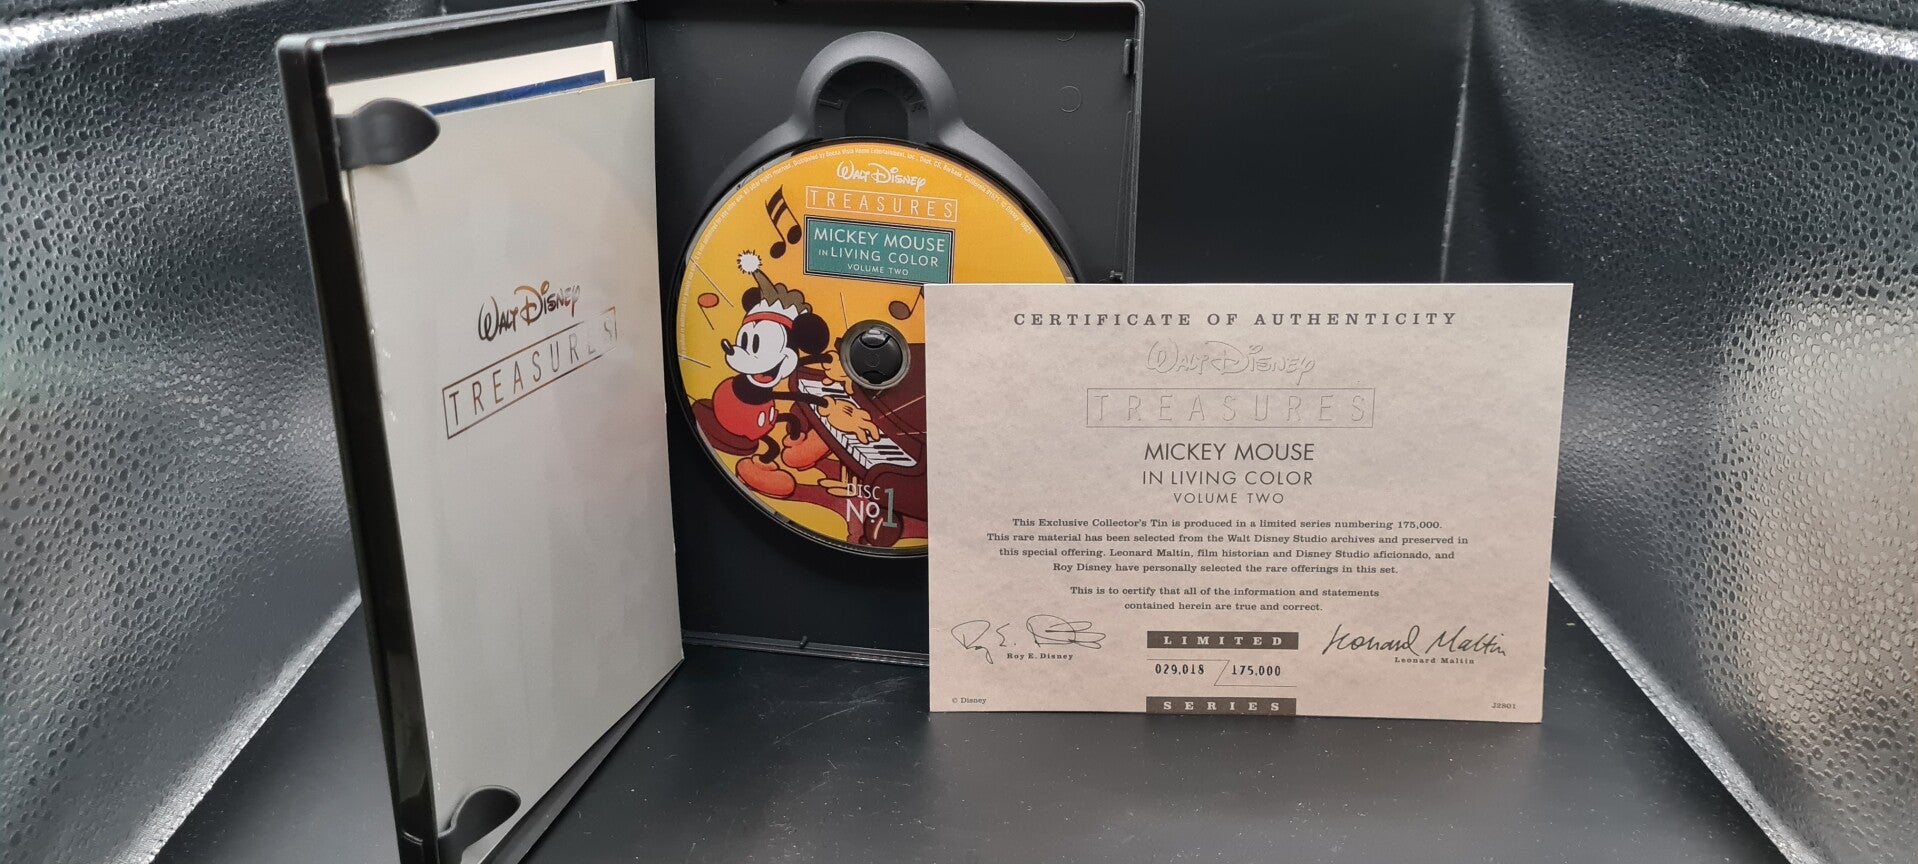 WALT DISNEY
TREASURES
WALT DISNEY
TREASURES
MICKEY MOUSE
IN LIVING COLOR
VOLUME TWO
DISC
No. 1
CERTIFICATE OF AUTHENTICITY
WALT DISNEY
TREASURES
MICKEY MOUSE
IN LIVING COLOR
VOLUME TWO
This Exclusive Collector's Tin is produced in a limited series numbering 175,000.
This rare material has been selected from the Walt Disney Studio archives and preserved in
this special offering. Leonard Maltin, film historian and Disney Studio aficionado, and
Roy Disney have personally selected the rare offerings in this set.
This is to certify that all of the information and statements
contained herein are true and correct.
Roy E. Disney
Roy E. Disney
LIMITED
029,018 / 175,000
SERIES
Leonard Maltin
Leonard Maltin
© Disney
J2801